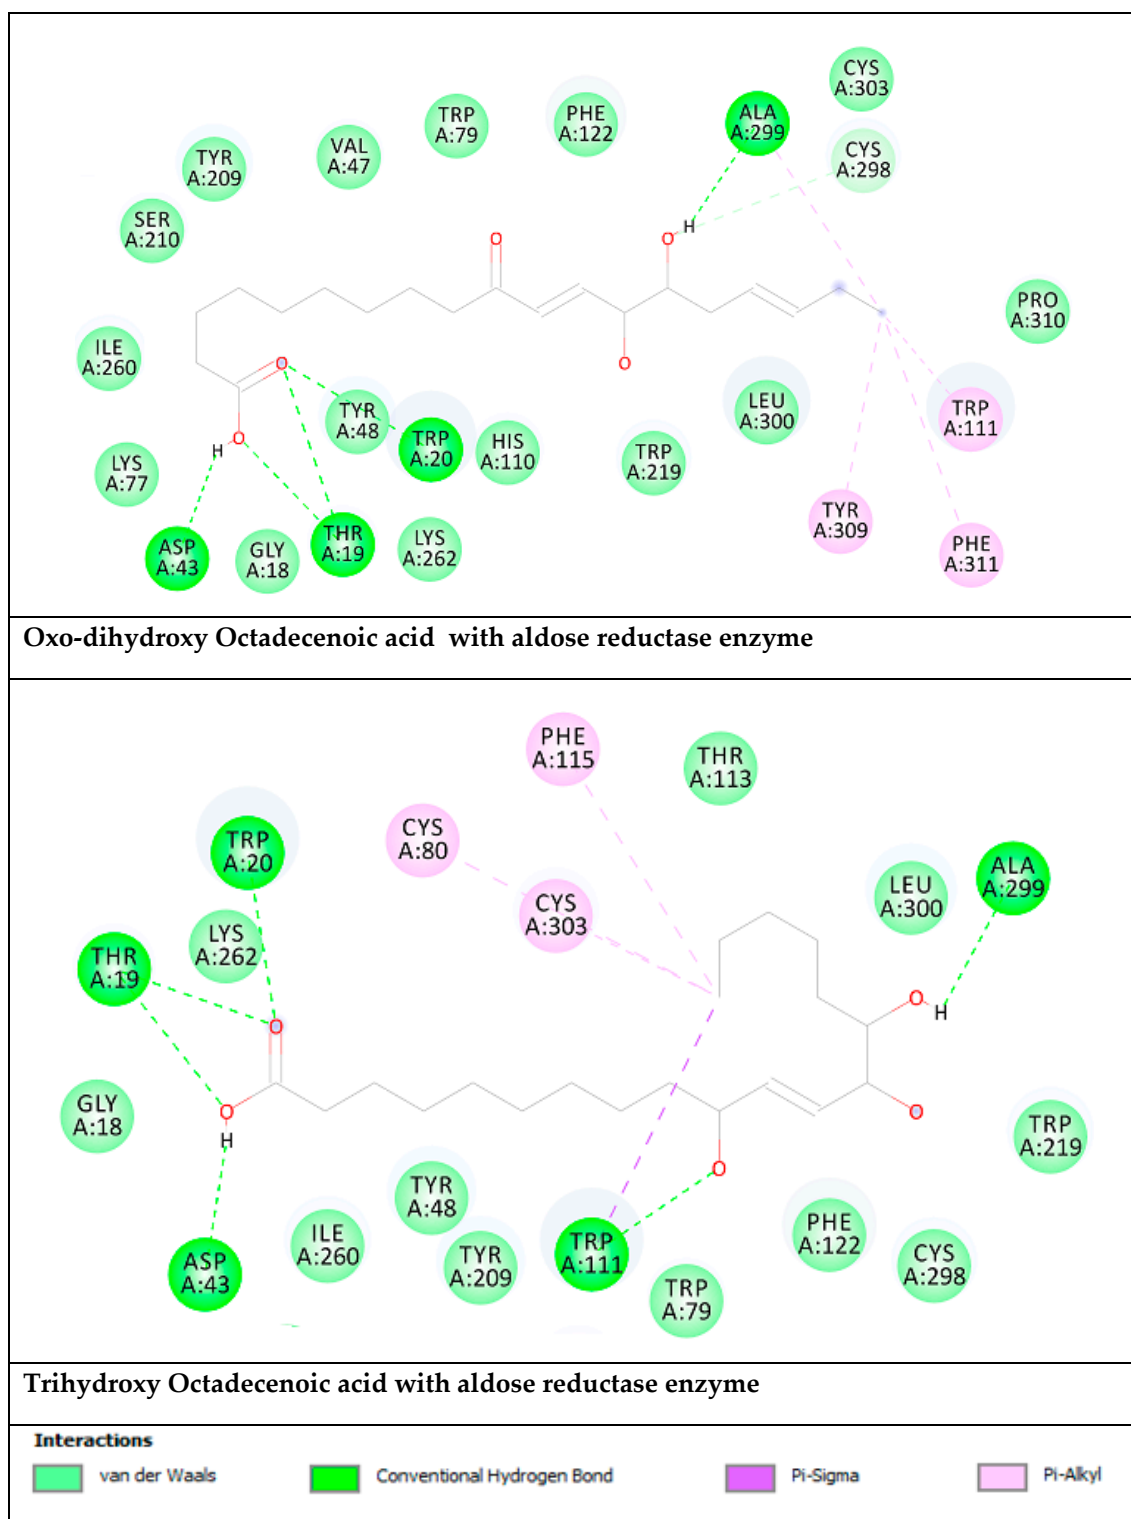 CYS
A:303
ALA
A:299
PHE
A:122
TRP
A:79
VAL
A:47
TYR
A:209
CYS
A:298
SER
A:210
H
O
O
PRO
A:310
ILE
A:260
O
O
LEU
A:300
TYR
A:48
TRP
A:111
TRP
A:20
HIS
A:110
O
H
TRP
A:219
LYS
A:77
TYR
A:309
THR
A:19
LYS
A:262
ASP
A:43
GLY
A:18
PHE
A:311
Oxo-dihydroxy Octadecenoic acid with aldose reductase enzyme
PHE
A:115
THR
A:113
CYS
A:80
TRP
A:20
ALA
A:299
LEU
A:300
CYS
A:303
LYS
A:262
THR
A:19
O
H
O
GLY
A:18
O
H
O
TRP
A:219
O
TYR
A:48
PHE
A:122
ILE
A:260
TRP
A:111
TYR
A:209
CYS
A:298
ASP
A:43
TRP
A:79
Trihydroxy Octadecenoic acid with aldose reductase enzyme
Interactions
van der Waals
Conventional Hydrogen Bond
Pi-Sigma
Pi-Alkyl